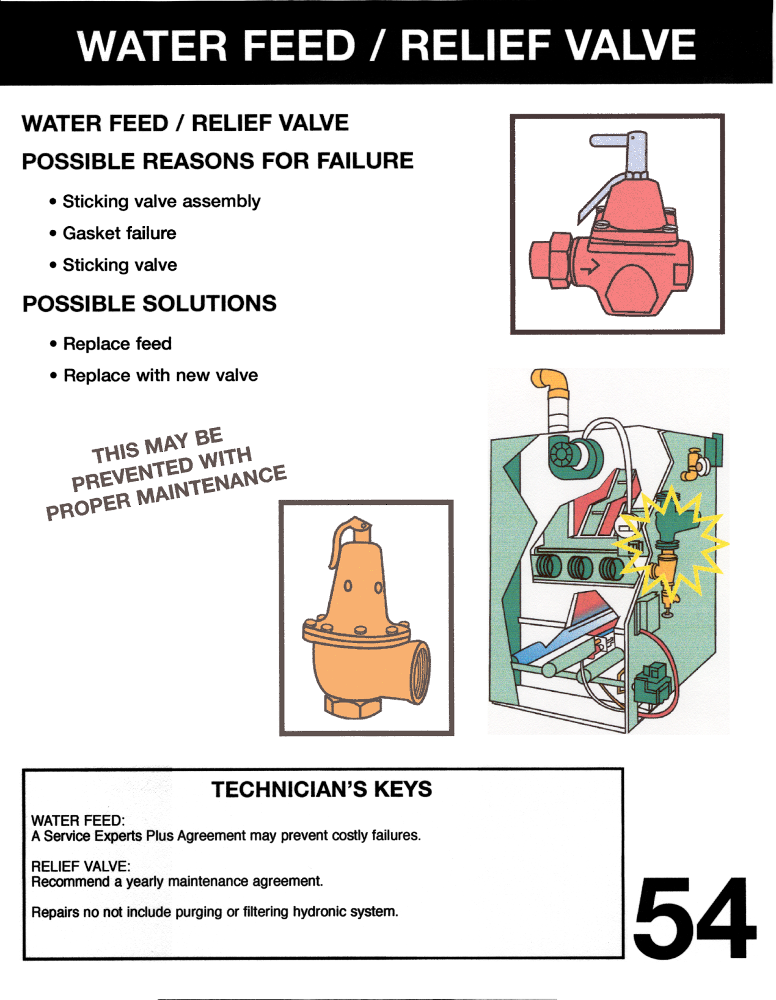 WATER FEED / RELIEF VALVE
WATER FEED / RELIEF VALVE
POSSIBLE REASONS FOR FAILURE
• Sticking valve assembly
• Gasket failure
• Sticking valve
POSSIBLE SOLUTIONS
• Replace feed
• Replace with new valve
THIS MAY BE
PREVENTED WITH
PROPER MAINTENANCE
TECHNICIAN'S KEYS
WATER FEED:
A Service Experts Plus Agreement may prevent costly failures.
RELIEF VALVE:
Recommend a yearly maintenance agreement.
Repairs no not include purging or filtering hydronic system.
54